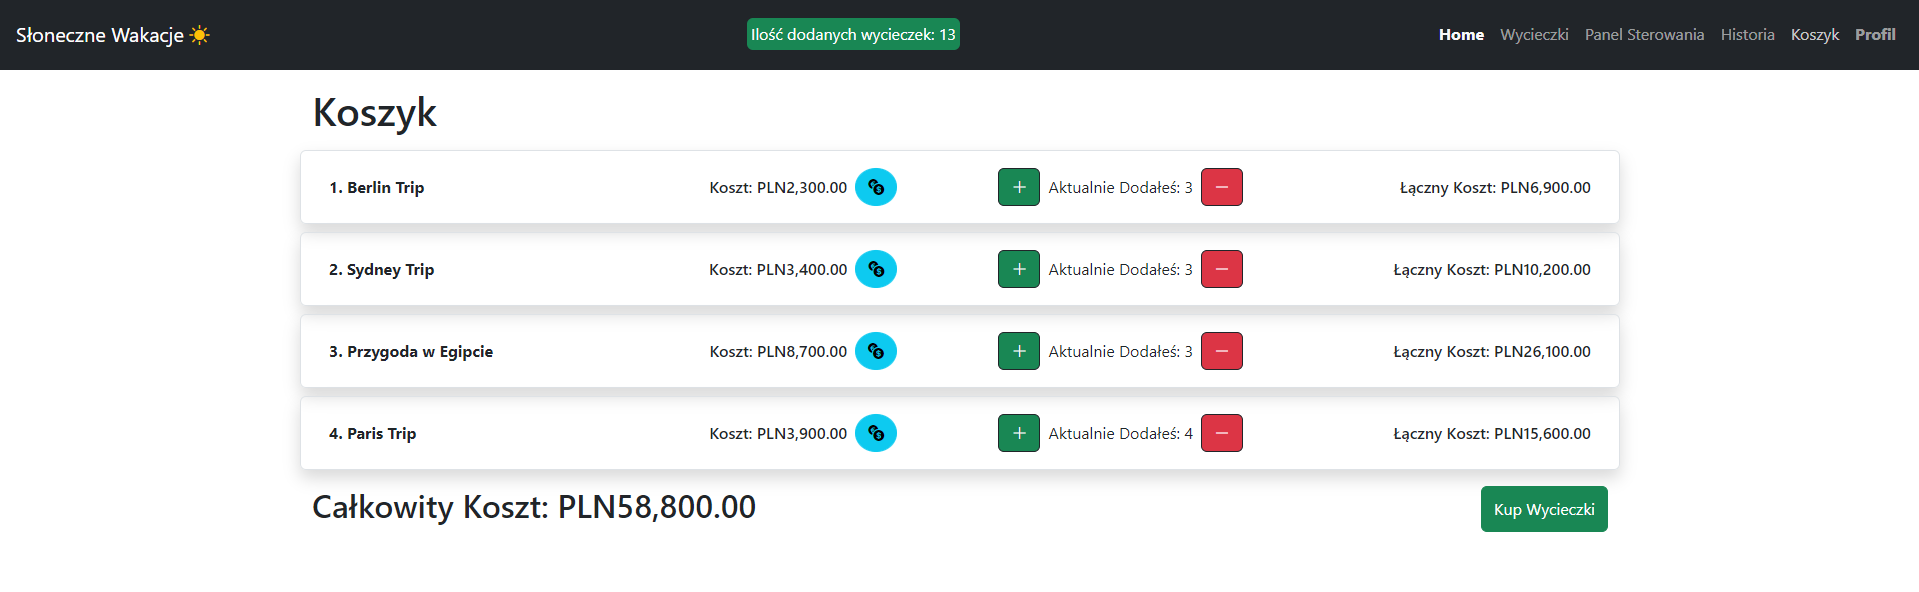 Słoneczne Wakacje
Ilość dodanych wycieczek: 13
Home Wycieczki Panel Sterowania Historia Koszyk Profil
Koszyk
1. Berlin Trip Koszt: PLN2,300.00 + Aktualnie Dodałeś: 3 − Łączny Koszt: PLN6,900.00
2. Sydney Trip Koszt: PLN3,400.00 + Aktualnie Dodałeś: 3 − Łączny Koszt: PLN10,200.00
3. Przygoda w Egipcie Koszt: PLN8,700.00 + Aktualnie Dodałeś: 3 − Łączny Koszt: PLN26,100.00
4. Paris Trip Koszt: PLN3,900.00 + Aktualnie Dodałeś: 4 − Łączny Koszt: PLN15,600.00
Całkowity Koszt: PLN58,800.00
Kup Wycieczki